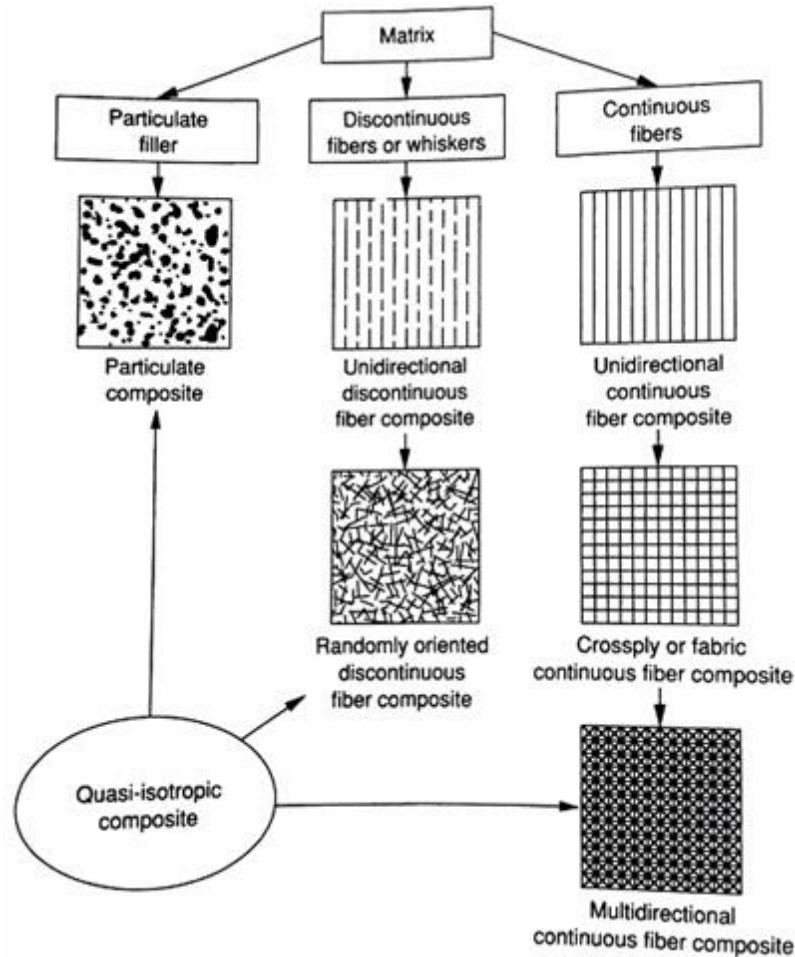 Matrix
Particulate
filler
Discontinuous
fibers or whiskers
Continuous
fibers
Particulate
composite
Unidirectional
discontinuous
fiber composite
Unidirectional
continuous
fiber composite
Randomly oriented
discontinuous
fiber composite
Crossply or fabric
continuous fiber composite
Quasi-isotropic
composite
Multidirectional
continuous fiber composite